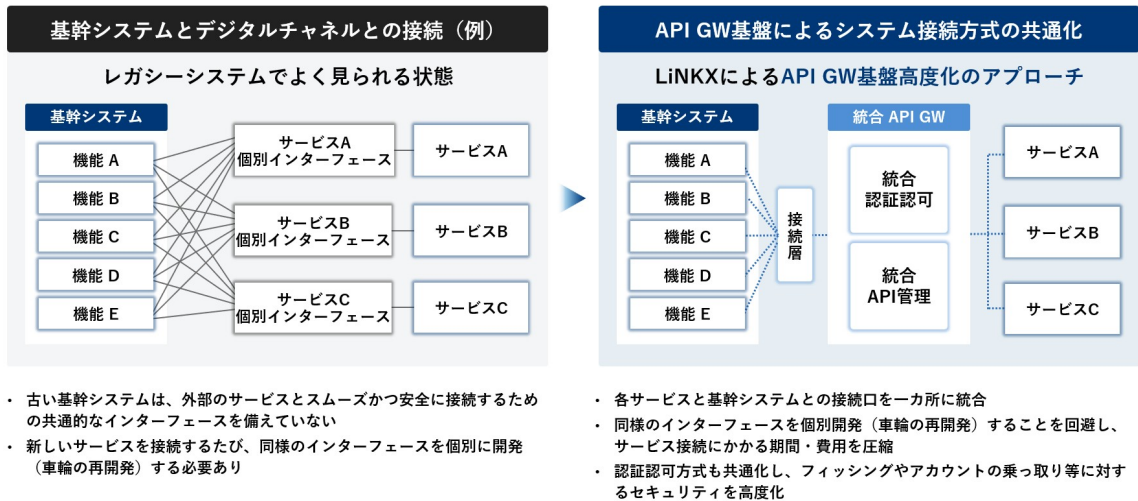 基幹システムとデジタルチャネルとの接続（例）
レガシーシステムでよく見られる状態
基幹システム
機能 A
機能 B
機能 C
機能 D
機能 E
サービスA
個別インターフェース
サービスB
個別インターフェース
サービスC
個別インターフェース
サービスA
サービスB
サービスC
・ 古い基幹システムは、外部のサービスとスムーズかつ安全に接続するため
の共通的なインターフェースを備えていない
・ 新しいサービスを接続するたび、同様のインターフェースを個別に開発
（車輪の再開発）する必要あり
API GW基盤によるシステム接続方式の共通化
LiNKXによるAPI GW基盤高度化のアプローチ
基幹システム
機能 A
機能 B
機能 C
機能 D
機能 E
接続層
統合 API GW
統合
認証認可
統合
API管理
サービスA
サービスB
サービスC
・ 各サービスと基幹システムとの接続口を一カ所に統合
・ 同様のインターフェースを個別開発（車輪の再開発）することを回避し、
サービス接続にかかる期間・費用を圧縮
・ 認証認可方式も共通化し、フィッシングやアカウントの乗っ取り等に対す
るセキュリティを高度化